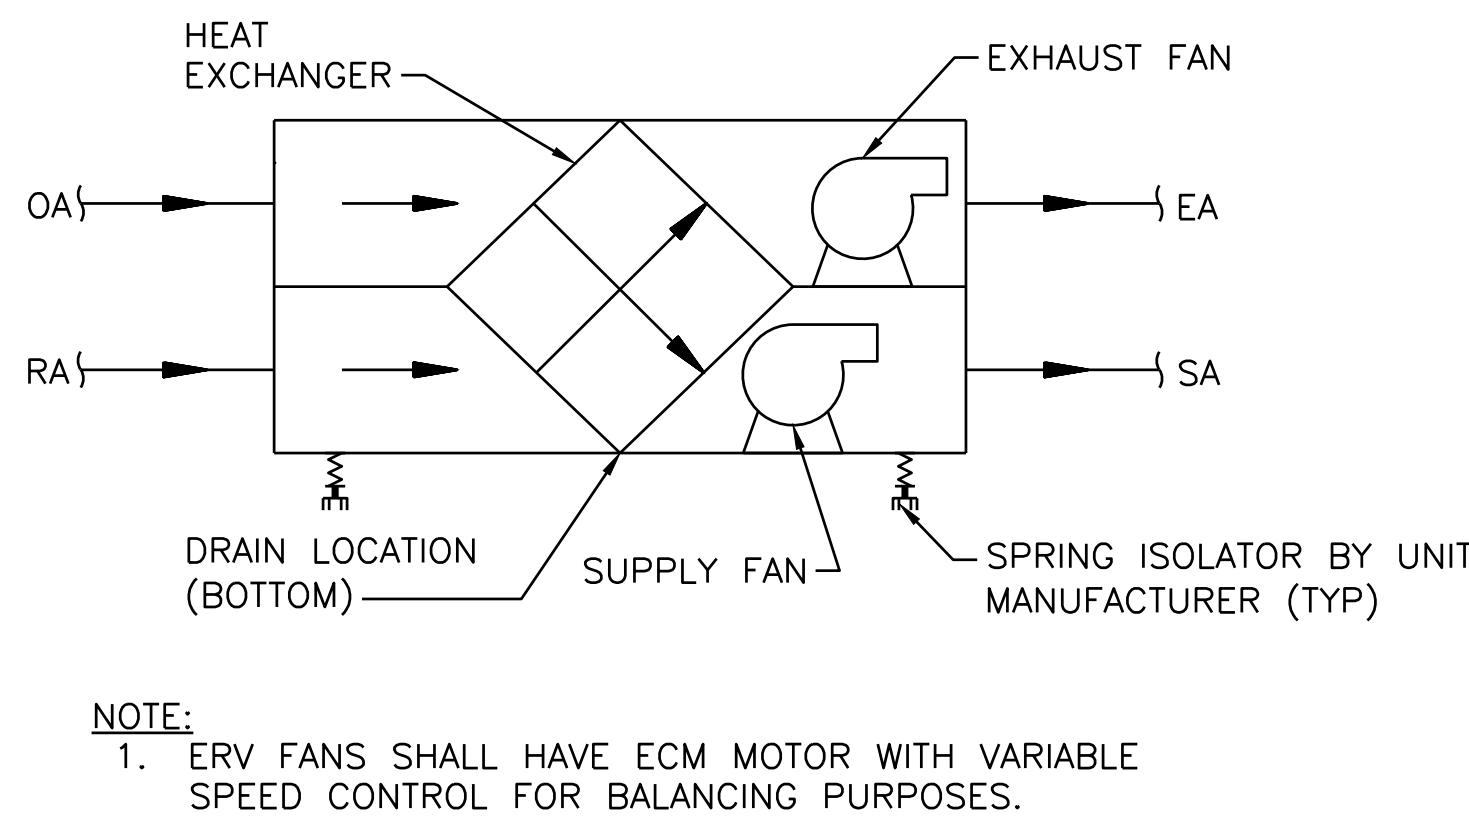 HEAT
EXCHANGER
EXHAUST FAN
OA
EA
RA
SA
DRAIN LOCATION
(BOTTOM)
SUPPLY FAN
SPRING ISOLATOR BY UNIT
MANUFACTURER (TYP)
NOTE:
1. ERV FANS SHALL HAVE ECM MOTOR WITH VARIABLE
SPEED CONTROL FOR BALANCING PURPOSES.